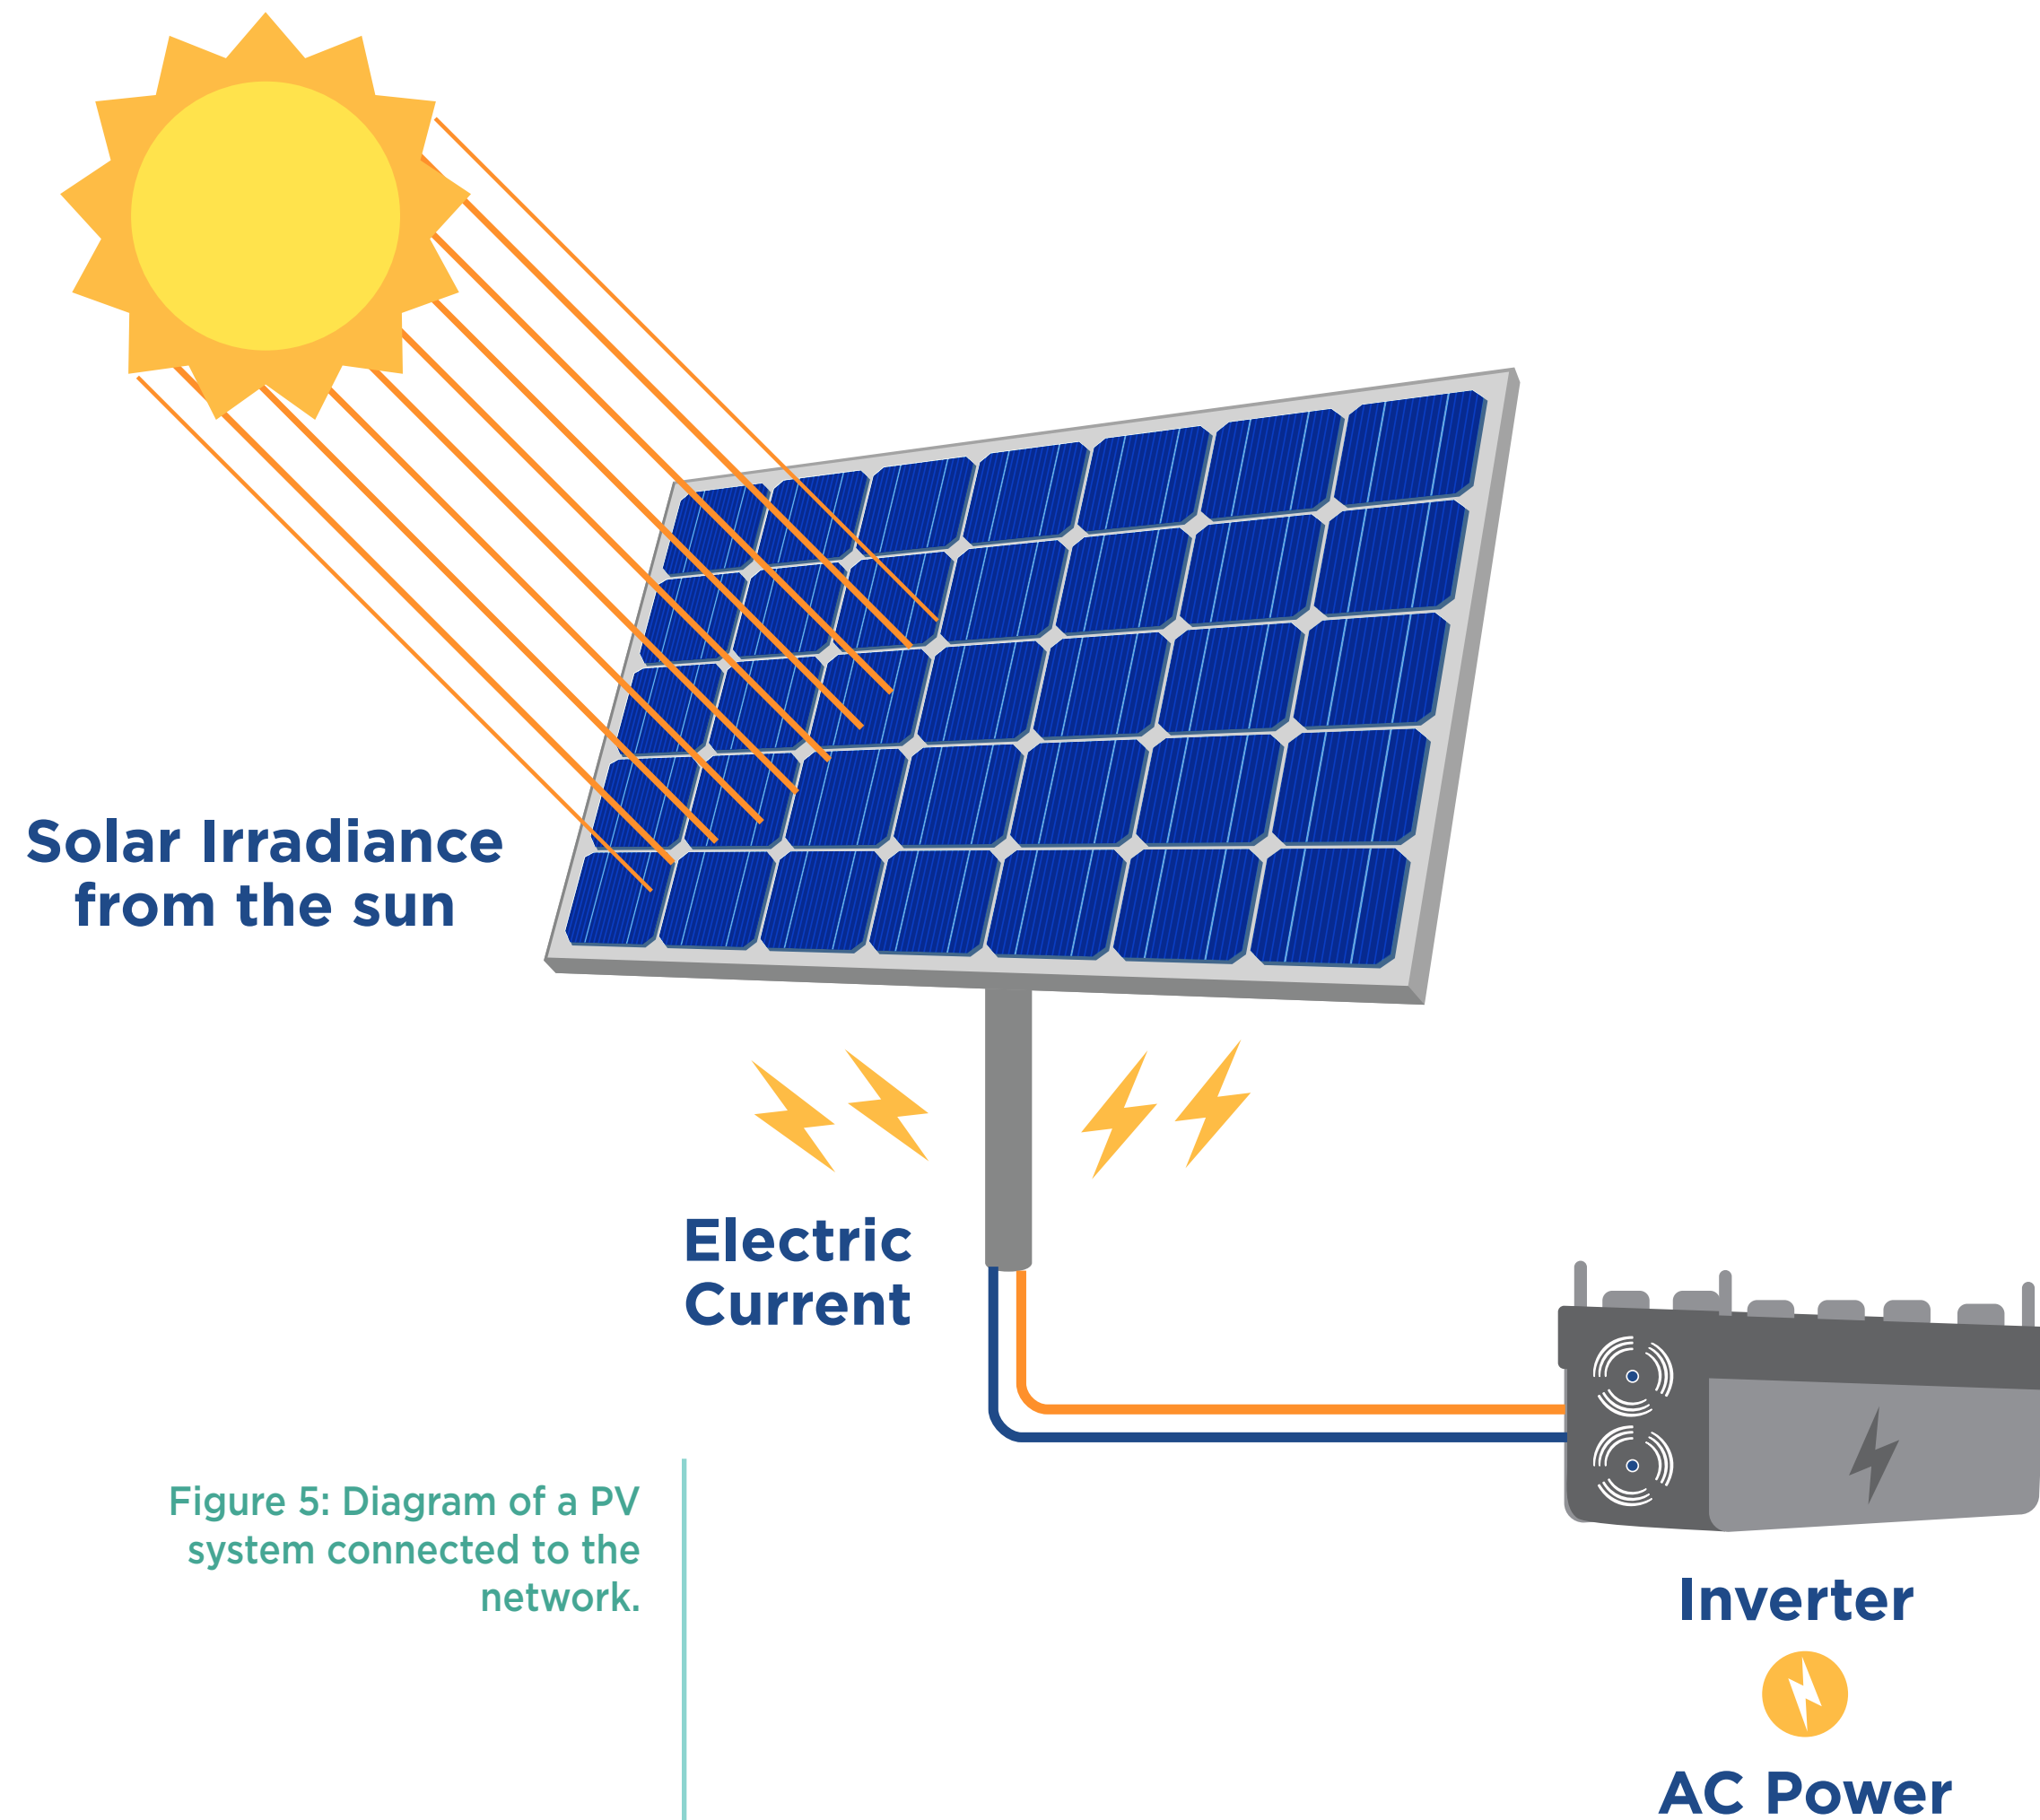 Solar Irradiance
from the sun
Electric
Current
Figure 5: Diagram of a PV
system connected to the
network.
Inverter
AC Power